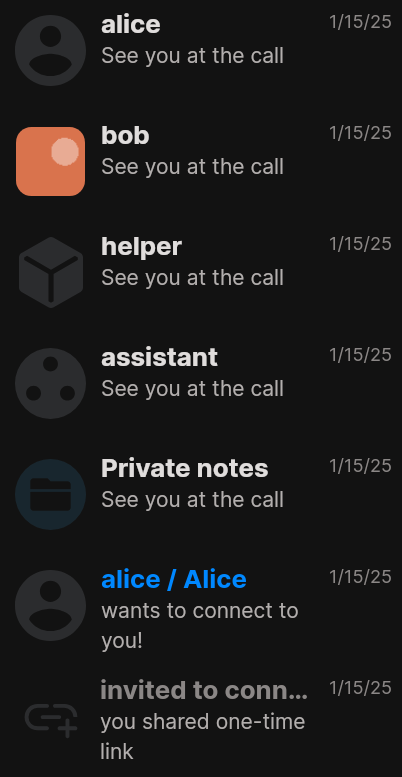 alice 1/15/25
See you at the call
bob 1/15/25
See you at the call
helper 1/15/25
See you at the call
assistant 1/15/25
See you at the call
Private notes 1/15/25
See you at the call
alice / Alice 1/15/25
wants to connect to
you!
invited to conn... 1/15/25
you shared one-time
link